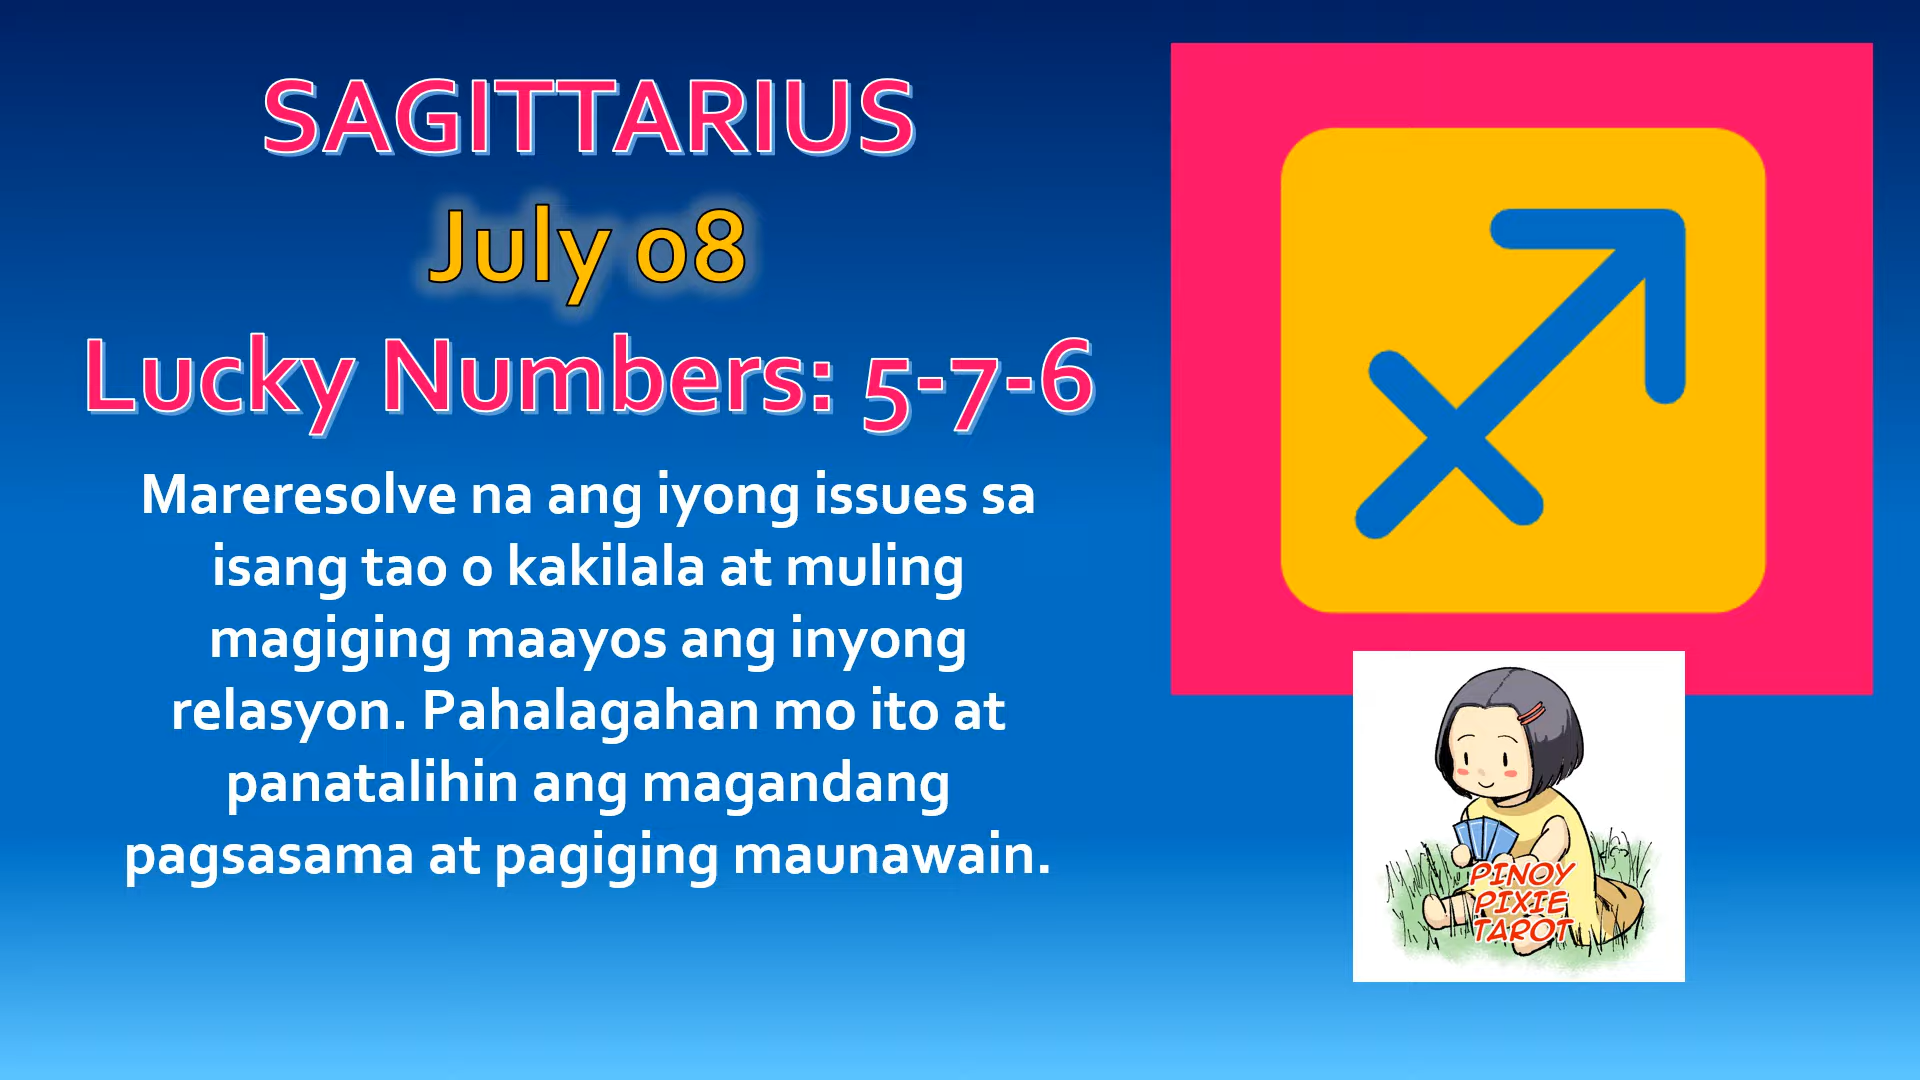 SAGITTARIUS
July 08
Lucky Numbers: 5-7-6
Mareresolve na ang iyong issues sa
isang tao o kakilala at muling
magiging maayos ang inyong
relasyon. Pahalagahan mo ito at
panatalihin ang magandang
pagsasama at pagiging maunawain.
PINOY
PIXIE
TAROT